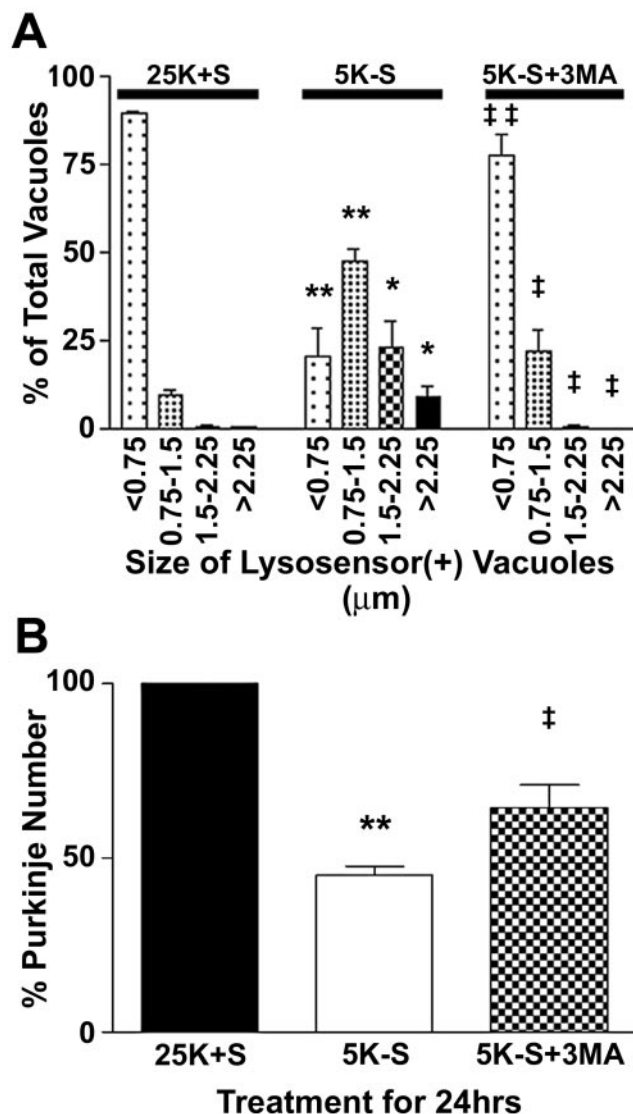 A
25K+S 5K-S 5K-S+3MA
% of Total Vacuoles
100
75
50
25
0
** ** * *
‡‡ ‡ ‡ ‡
<0.75 0.75-1.5 1.5-2.25 >2.25 <0.75 0.75-1.5 1.5-2.25 >2.25 <0.75 0.75-1.5 1.5-2.25 >2.25
Size of Lysosensor(+) Vacuoles
(μm)
B
% Purkinje Number
100
50
0
** ‡
25K+S 5K-S 5K-S+3MA
Treatment for 24hrs